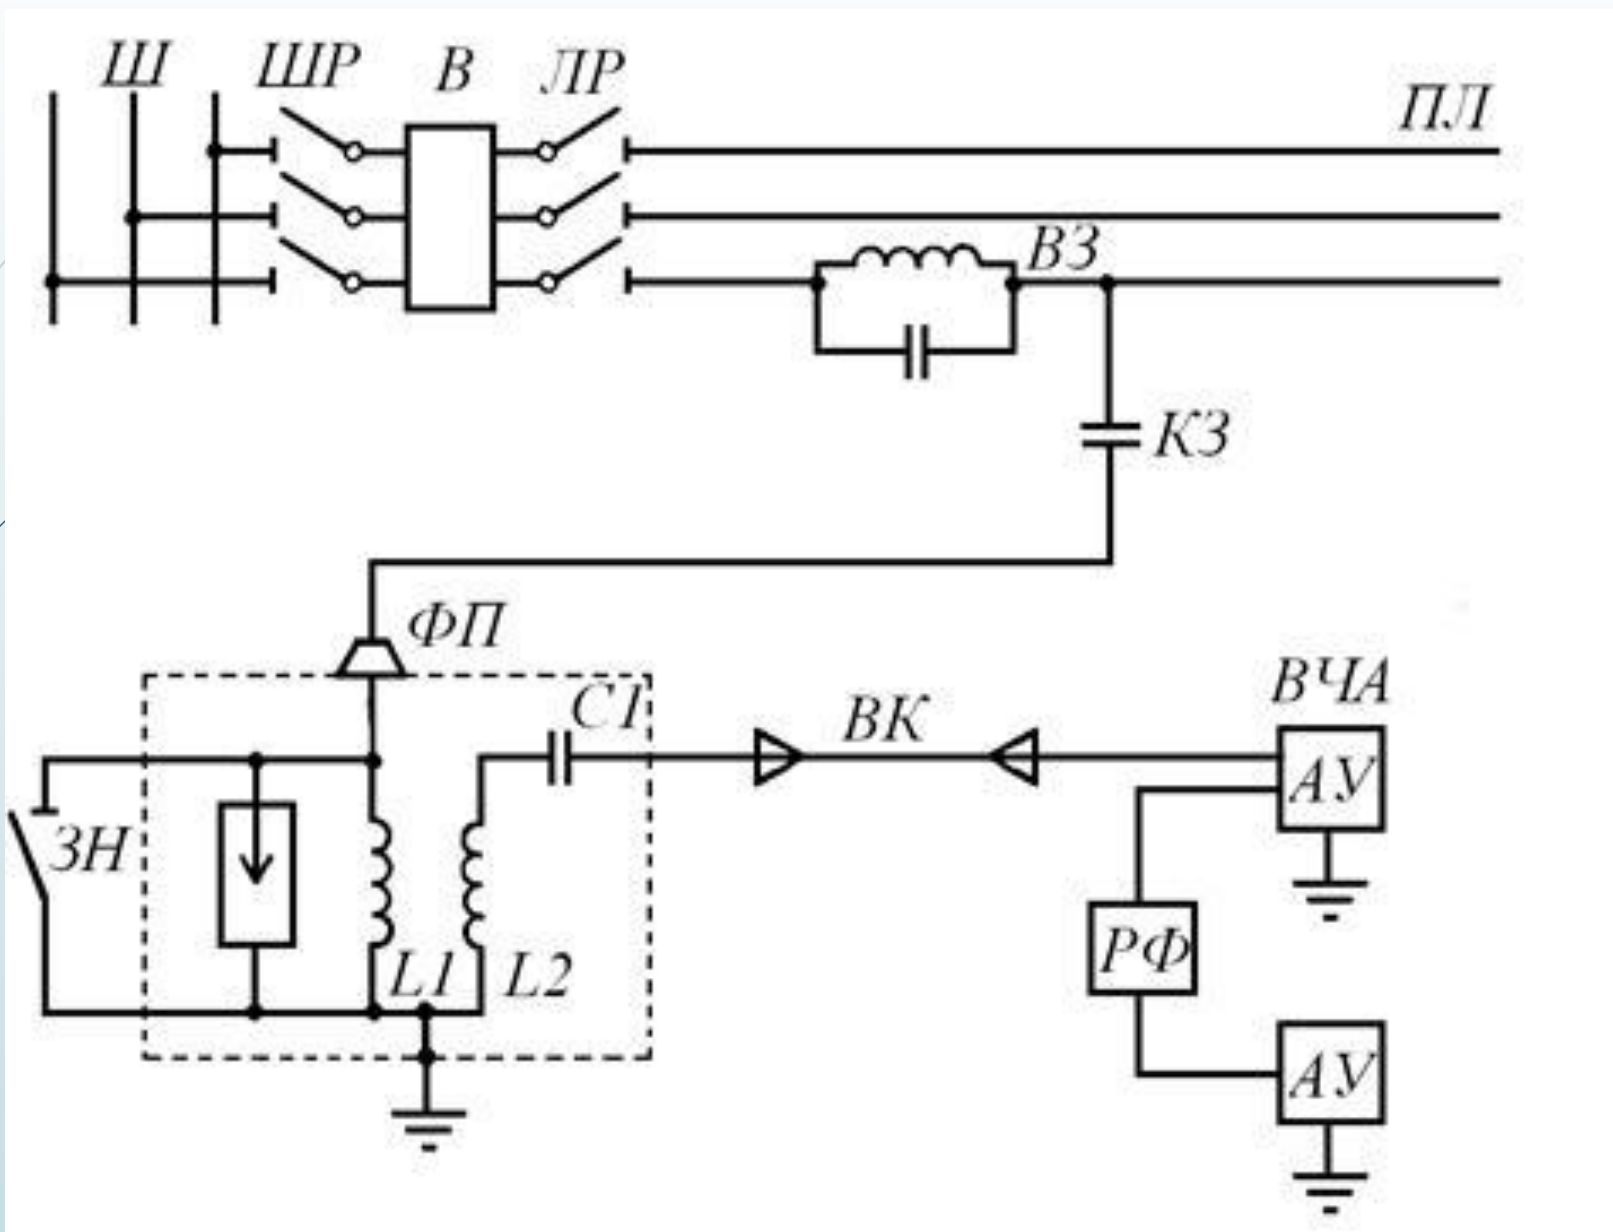 Ш ШР В ЛР
ПЛ
ВЗ
КЗ
ФП
С1
ВК
ВЧА
АУ
ЗН
L1 L2
РФ
АУ